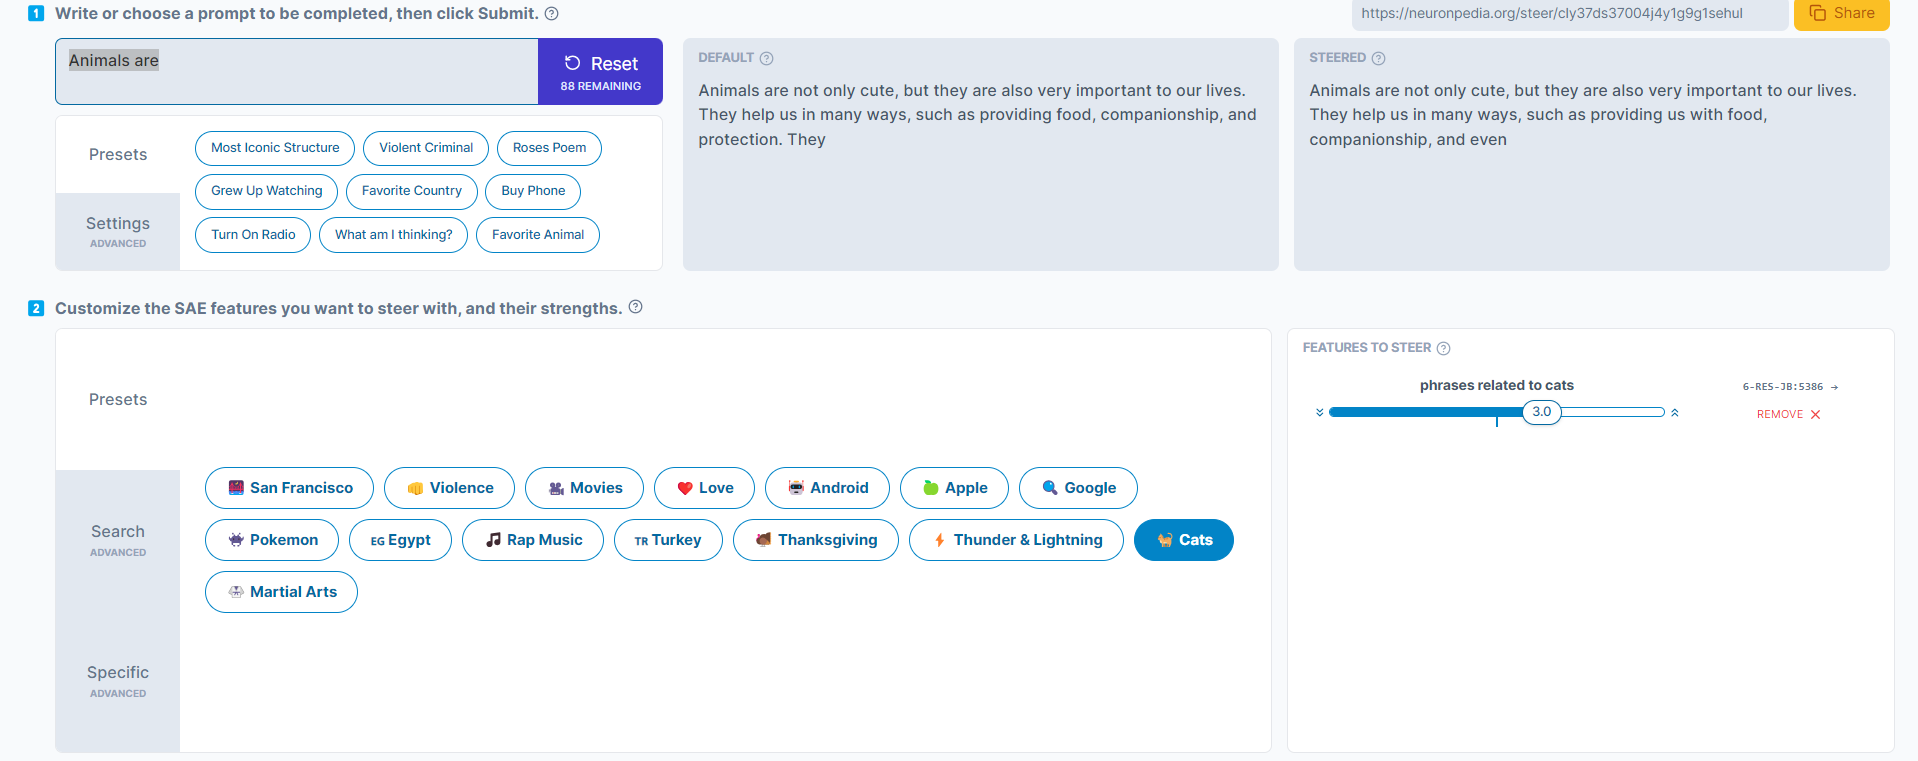 1 Write or choose a prompt to be completed, then click Submit. ?
https://neuronpedia.org/steer/cly37ds37004j4y1g9g1sehul
Share
Animals are
Reset
88 REMAINING
Presets
Settings
ADVANCED
Most Iconic Structure
Violent Criminal
Roses Poem
Grew Up Watching
Favorite Country
Buy Phone
Turn On Radio
What am I thinking?
Favorite Animal
DEFAULT ?
Animals are not only cute, but they are also very important to our lives.
They help us in many ways, such as providing food, companionship, and
protection. They
STEERED ?
Animals are not only cute, but they are also very important to our lives.
They help us in many ways, such as providing us with food,
companionship, and even
2 Customize the SAE features you want to steer with, and their strengths. ?
Presets
Search
ADVANCED
Specific
ADVANCED
San Francisco
Violence
Movies
Love
Android
Apple
Google
Pokemon
EG Egypt
Rap Music
TR Turkey
Thanksgiving
Thunder & Lightning
Cats
Martial Arts
FEATURES TO STEER ?
phrases related to cats
3.0
6-RES-JB:5386 →
REMOVE ✕